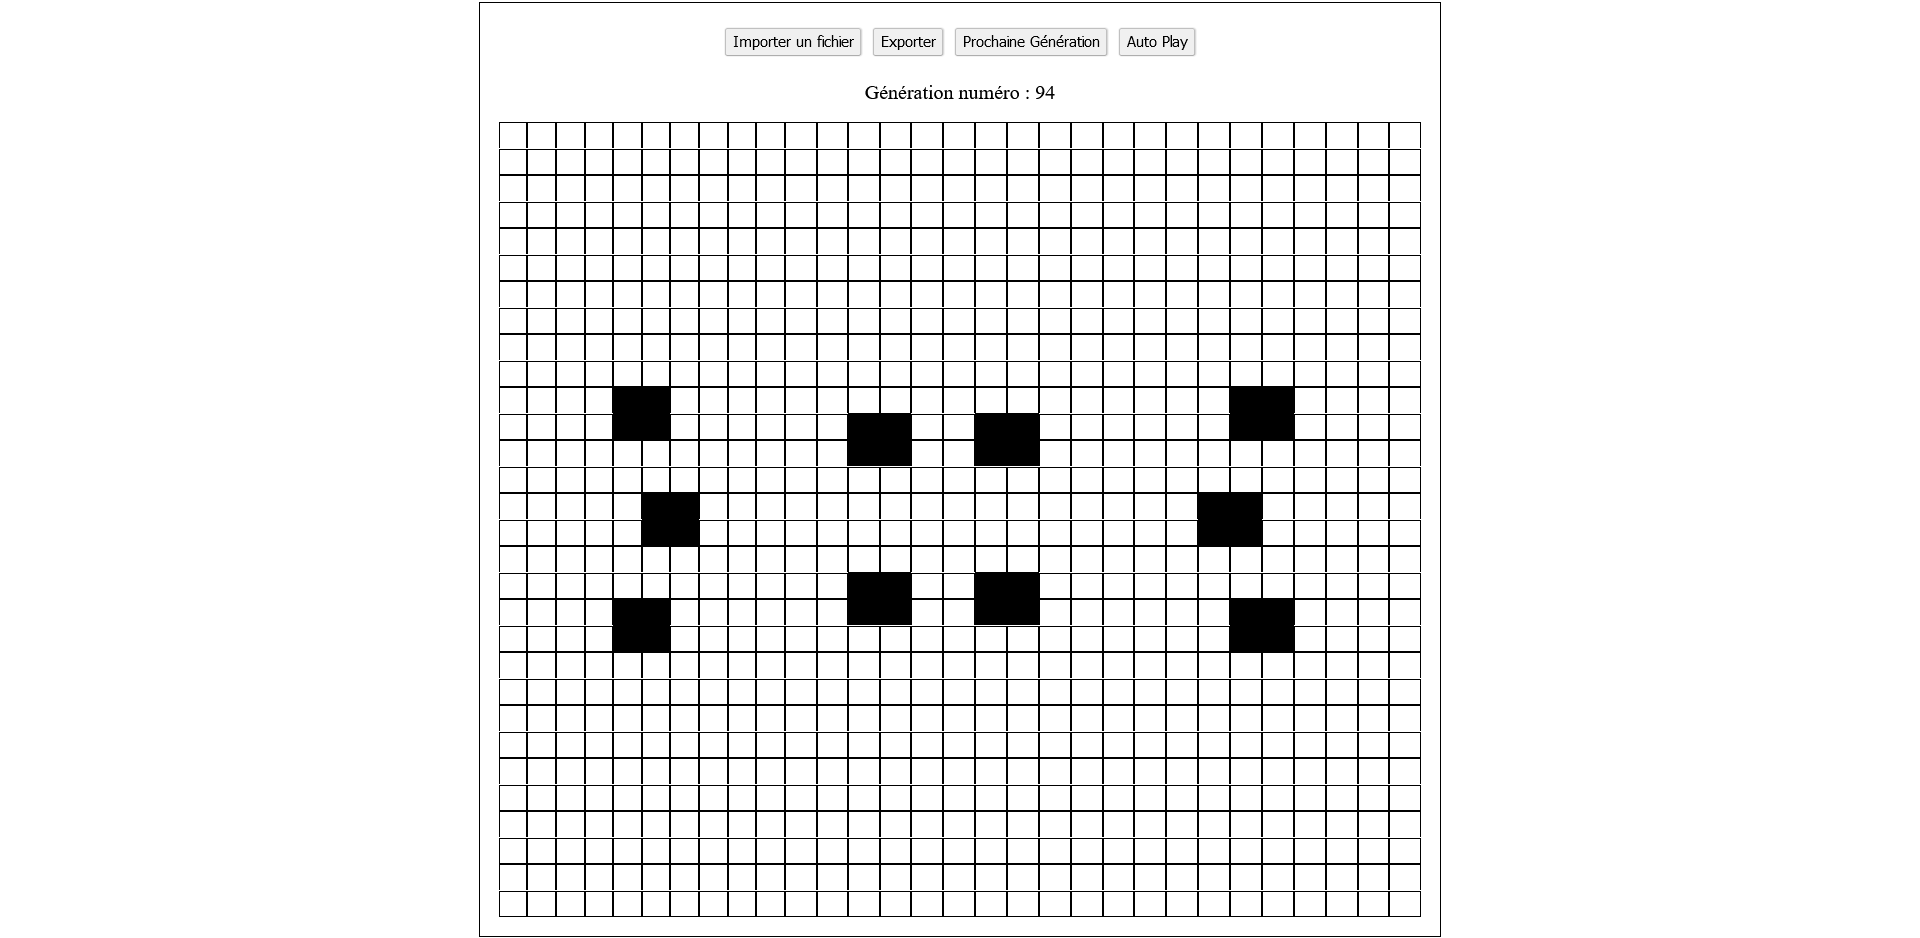 Importer un fichier Exporter Prochaine Génération Auto Play
Génération numéro : 94